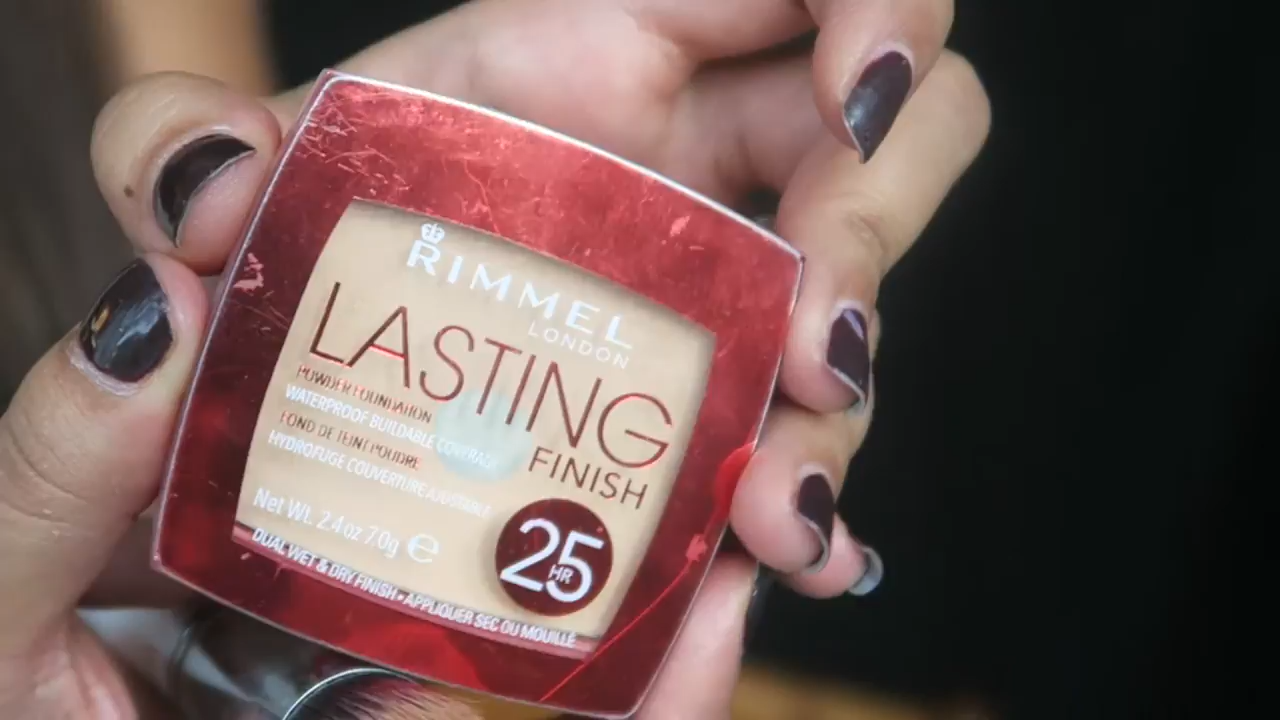 RIMMEL
LONDON
LASTING
FINISH
POWDER FOUNDATION
WATERPROOF BUILDABLE COVERAGE
FOND DE TEINT POUDRE
HYDROFUGE COUVERTURE AJUSTABLE
Net Wt. 2.4 oz 7.0g e
25
HR
DUAL WET & DRY FINISH • APPLIQUER SEC OU MOUILLÉ